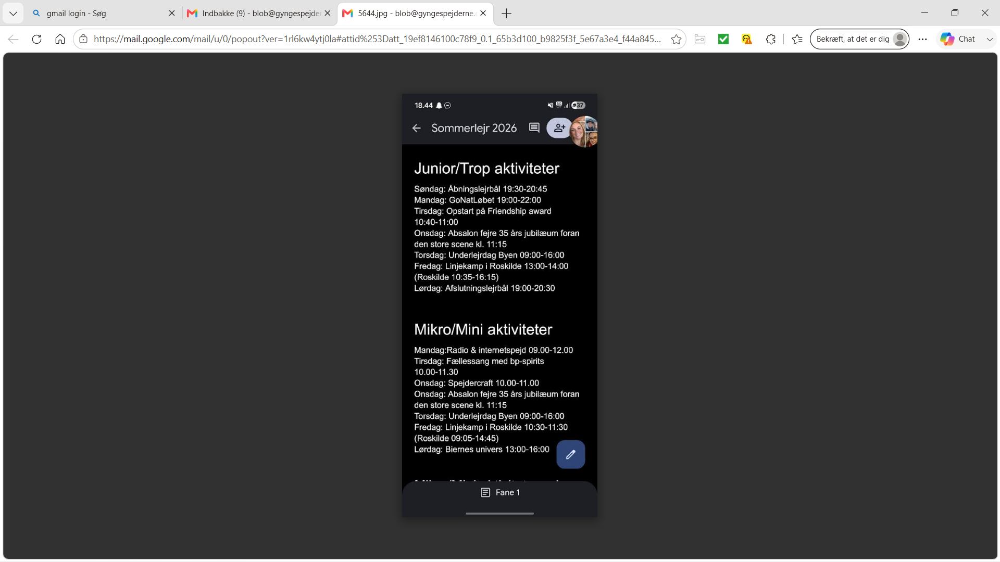 gmail login - Søg
Indbakke (9) - blob@gyngespejde
5644.jpg - blob@gyngespejderne.
https://mail.google.com/mail/u/0/popout?ver=1rl6kw4ytj0la#attid%253Datt_19ef8146100c78f9_0.1_65b3d100_b9825f3f_5e67a3e4_f44a845...
Bekræft, at det er dig
Chat
18.44
37
Sommerlejr 2026
Junior/Trop aktiviteter
Søndag: Åbningslejrbål 19:30-20:45
Mandag: GoNatLøbet 19:00-22:00
Tirsdag: Opstart på Friendship award
10:40-11:00
Onsdag: Absalon fejre 35 års jubilæum foran
den store scene kl. 11:15
Torsdag: Underlejrdag Byen 09:00-16:00
Fredag: Linjekamp i Roskilde 13:00-14:00
(Roskilde 10:35-16:15)
Lørdag: Afslutningslejrbål 19:00-20:30
Mikro/Mini aktiviteter
Mandag:Radio & internetspejd 09.00-12.00
Tirsdag: Fællessang med bp-spirits
10.00-11.30
Onsdag: Spejdercraft 10.00-11.00
Onsdag: Absalon fejre 35 års jubilæum foran
den store scene kl. 11:15
Torsdag: Underlejrdag Byen 09:00-16:00
Fredag: Linjekamp i Roskilde 10:30-11:30
(Roskilde 09:05-14:45)
Lørdag: Biernes univers 13:00-16:00
Fane 1